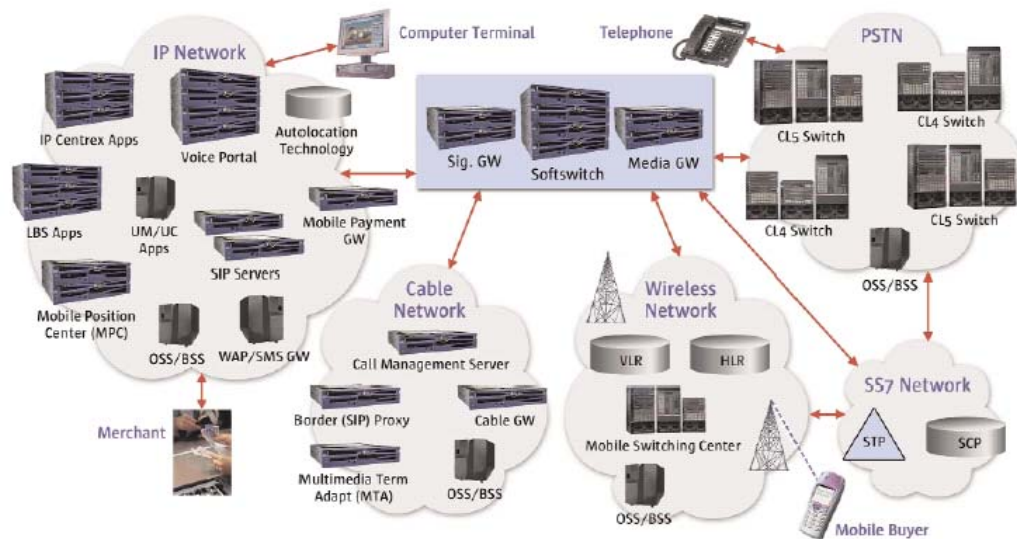 IP Network
Computer Terminal
Telephone
PSTN
IP Centrex Apps
Voice Portal
Autolocation
Technology
Sig. GW
Softswitch
Media GW
CL5 Switch
CL4 Switch
LBS Apps
UM/UC
Apps
SIP Servers
Mobile Payment
GW
CL4 Switch
CL5 Switch
Mobile Position
Center (MPC)
OSS/BSS
WAP/SMS GW
OSS/BSS
Merchant
Cable
Network
Call Management Server
Border (SIP) Proxy
Cable GW
Multimedia Term
Adapt (MTA)
OSS/BSS
Wireless
Network
VLR
HLR
Mobile Switching Center
OSS/BSS
SS7 Network
STP
SCP
Mobile Buyer